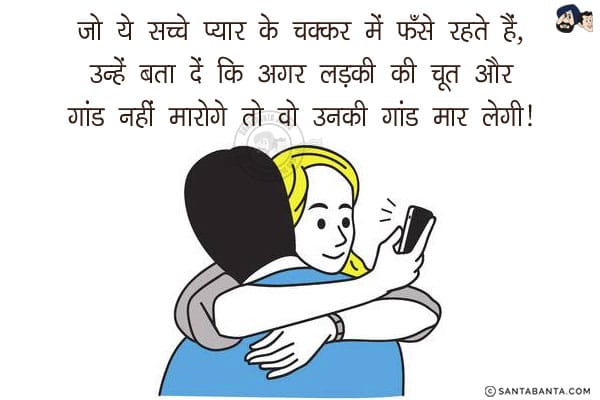 जो ये सच्चे प्यार के चक्कर में फँसे रहते हैं,
उन्हें बता दें कि अगर लड़की की चूत और
गांड नहीं मारोगे तो वो उनकी गांड मार लेगी!
© SANTABANTA.COM